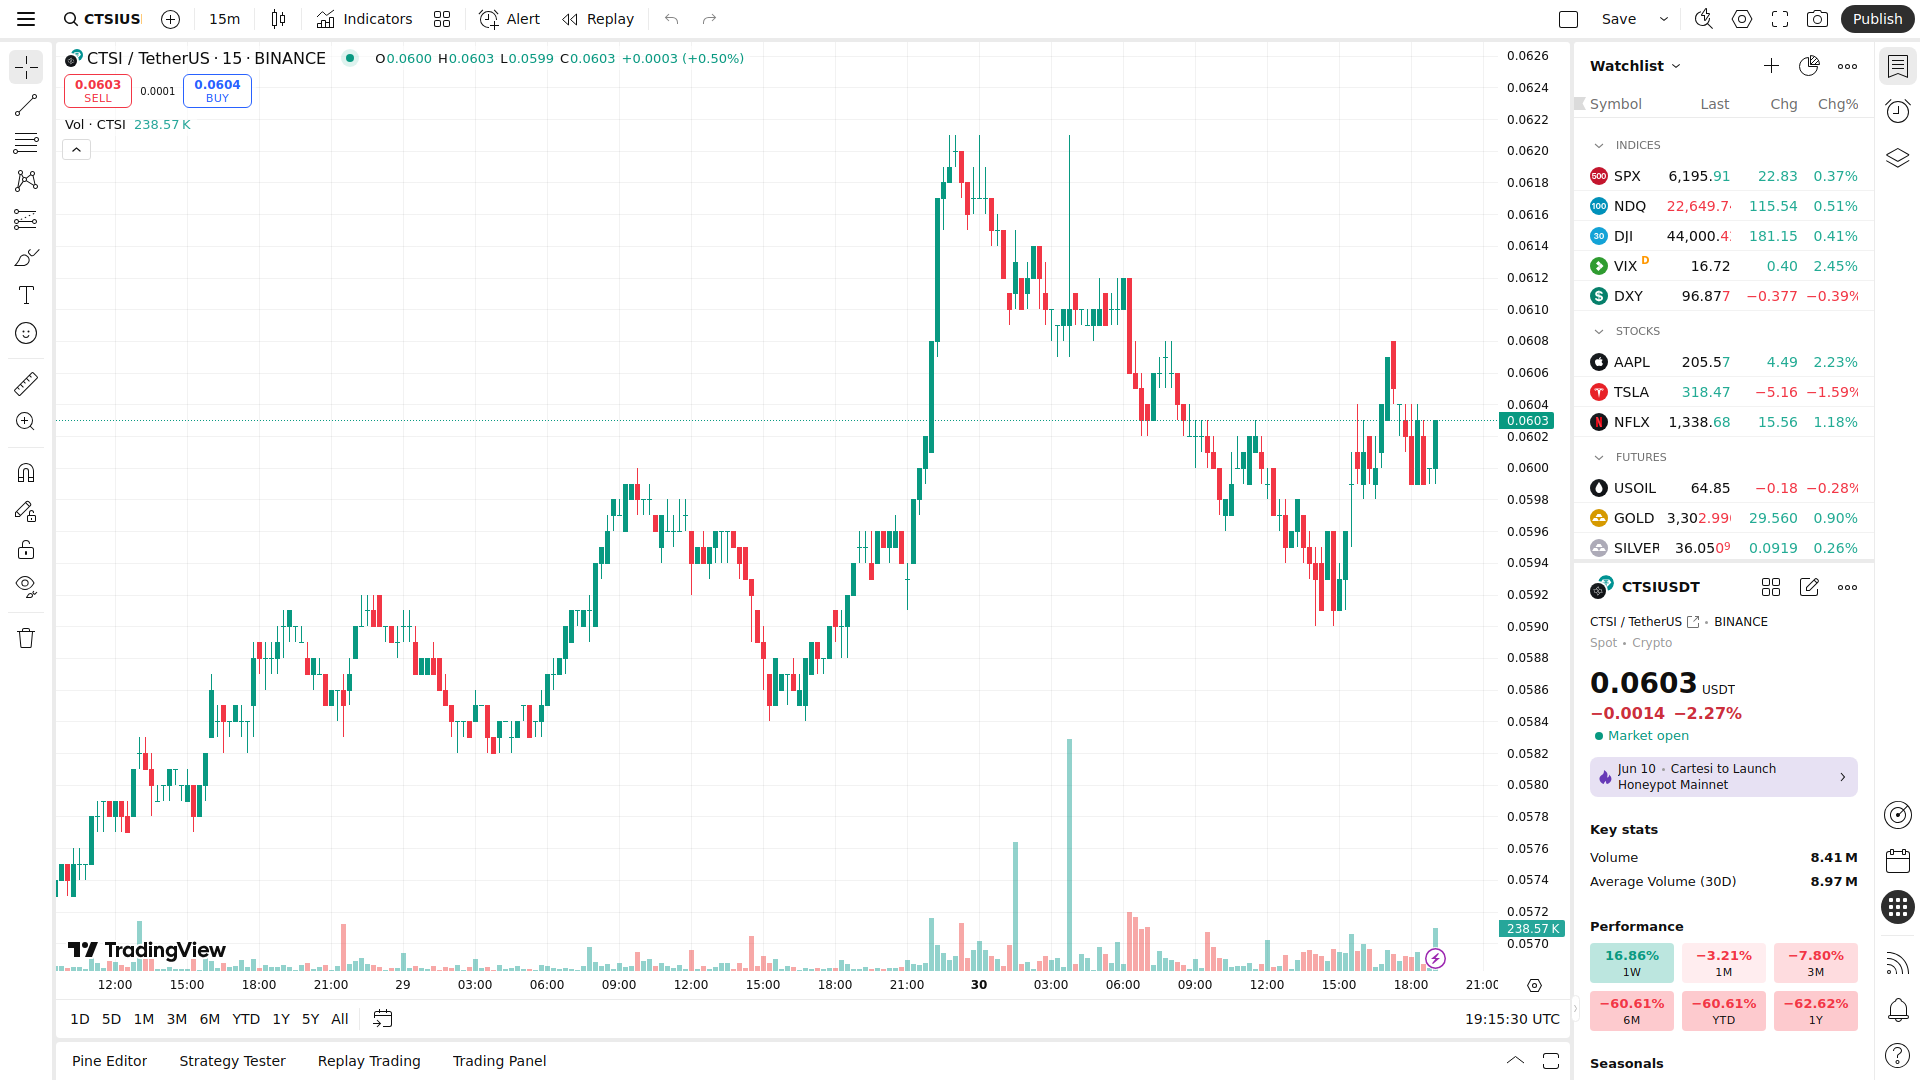 CTSIUS
15m
Indicators
Alert
Replay
Save
Publish
CTSI / TetherUS · 15 · BINANCE
O0.0600 H0.0603 L0.0599 C0.0603 +0.0003 (+0.50%)
0.0603
SELL
0.0001
0.0604
BUY
Vol · CTSI 238.57 K
0.0626
0.0624
0.0622
0.0620
0.0618
0.0616
0.0614
0.0612
0.0610
0.0608
0.0606
0.0604
0.0603
0.0602
0.0600
0.0598
0.0596
0.0594
0.0592
0.0590
0.0588
0.0586
0.0584
0.0582
0.0580
0.0578
0.0576
0.0574
0.0572
238.57 K
0.0570
TradingView
12:00 15:00 18:00 21:00 29 03:00 06:00 09:00 12:00 15:00 18:00 21:00 30 03:00 06:00 09:00 12:00 15:00 18:00
1D 5D 1M 3M 6M YTD 1Y 5Y All
19:15:30 UTC
Pine Editor
Strategy Tester
Replay Trading
Trading Panel
Watchlist
Symbol Last Chg Chg%
INDICES
500 SPX 6,195.91 22.83 0.37%
100 NDQ 22,649.7 115.54 0.51%
30 DJI 44,000.4 181.15 0.41%
VIX D 16.72 0.40 2.45%
DXY 96.877 −0.377 −0.39%
STOCKS
AAPL 205.57 4.49 2.23%
TSLA 318.47 −5.16 −1.59%
NFLX 1,338.68 15.56 1.18%
FUTURES
USOIL 64.85 −0.18 −0.28%
GOLD 3,302.99 29.560 0.90%
SILVER 36.0509 0.0919 0.26%
CTSIUSDT
CTSI / TetherUS • BINANCE
Spot • Crypto
0.0603 USDT
−0.0014 −2.27%
Market open
Jun 10 • Cartesi to Launch
Honeypot Mainnet
Key stats
Volume 8.41 M
Average Volume (30D) 8.97 M
Performance
16.86%
1W
−3.21%
1M
−7.80%
3M
−60.61%
6M
−60.61%
YTD
−62.62%
1Y
Seasonals